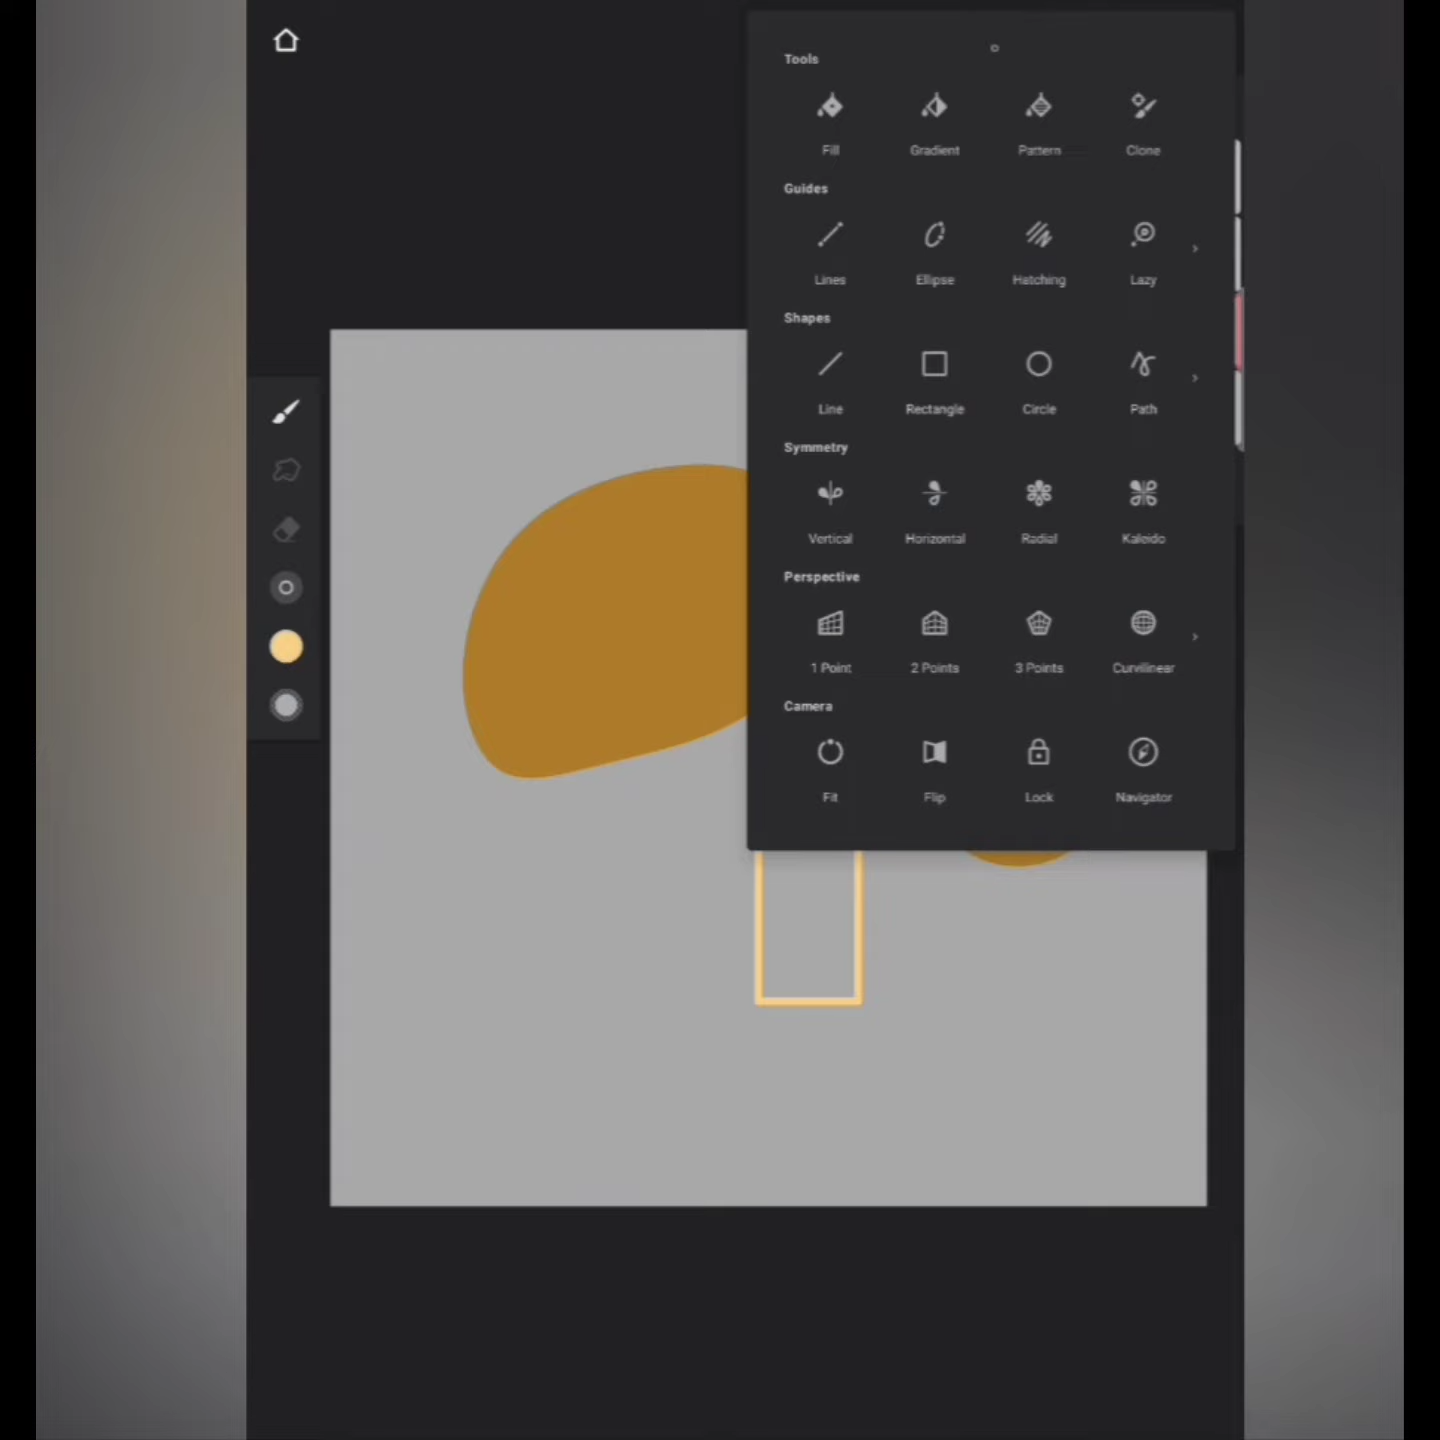 Tools
Fill Gradient Pattern Clone
Guides
Lines Ellipse Hatching Lazy
Shapes
Line Rectangle Circle Path
Symmetry
Vertical Horizontal Radial Kaleido
Perspective
1 Point 2 Points 3 Points Curvilinear
Camera
Fit Flip Lock Navigator